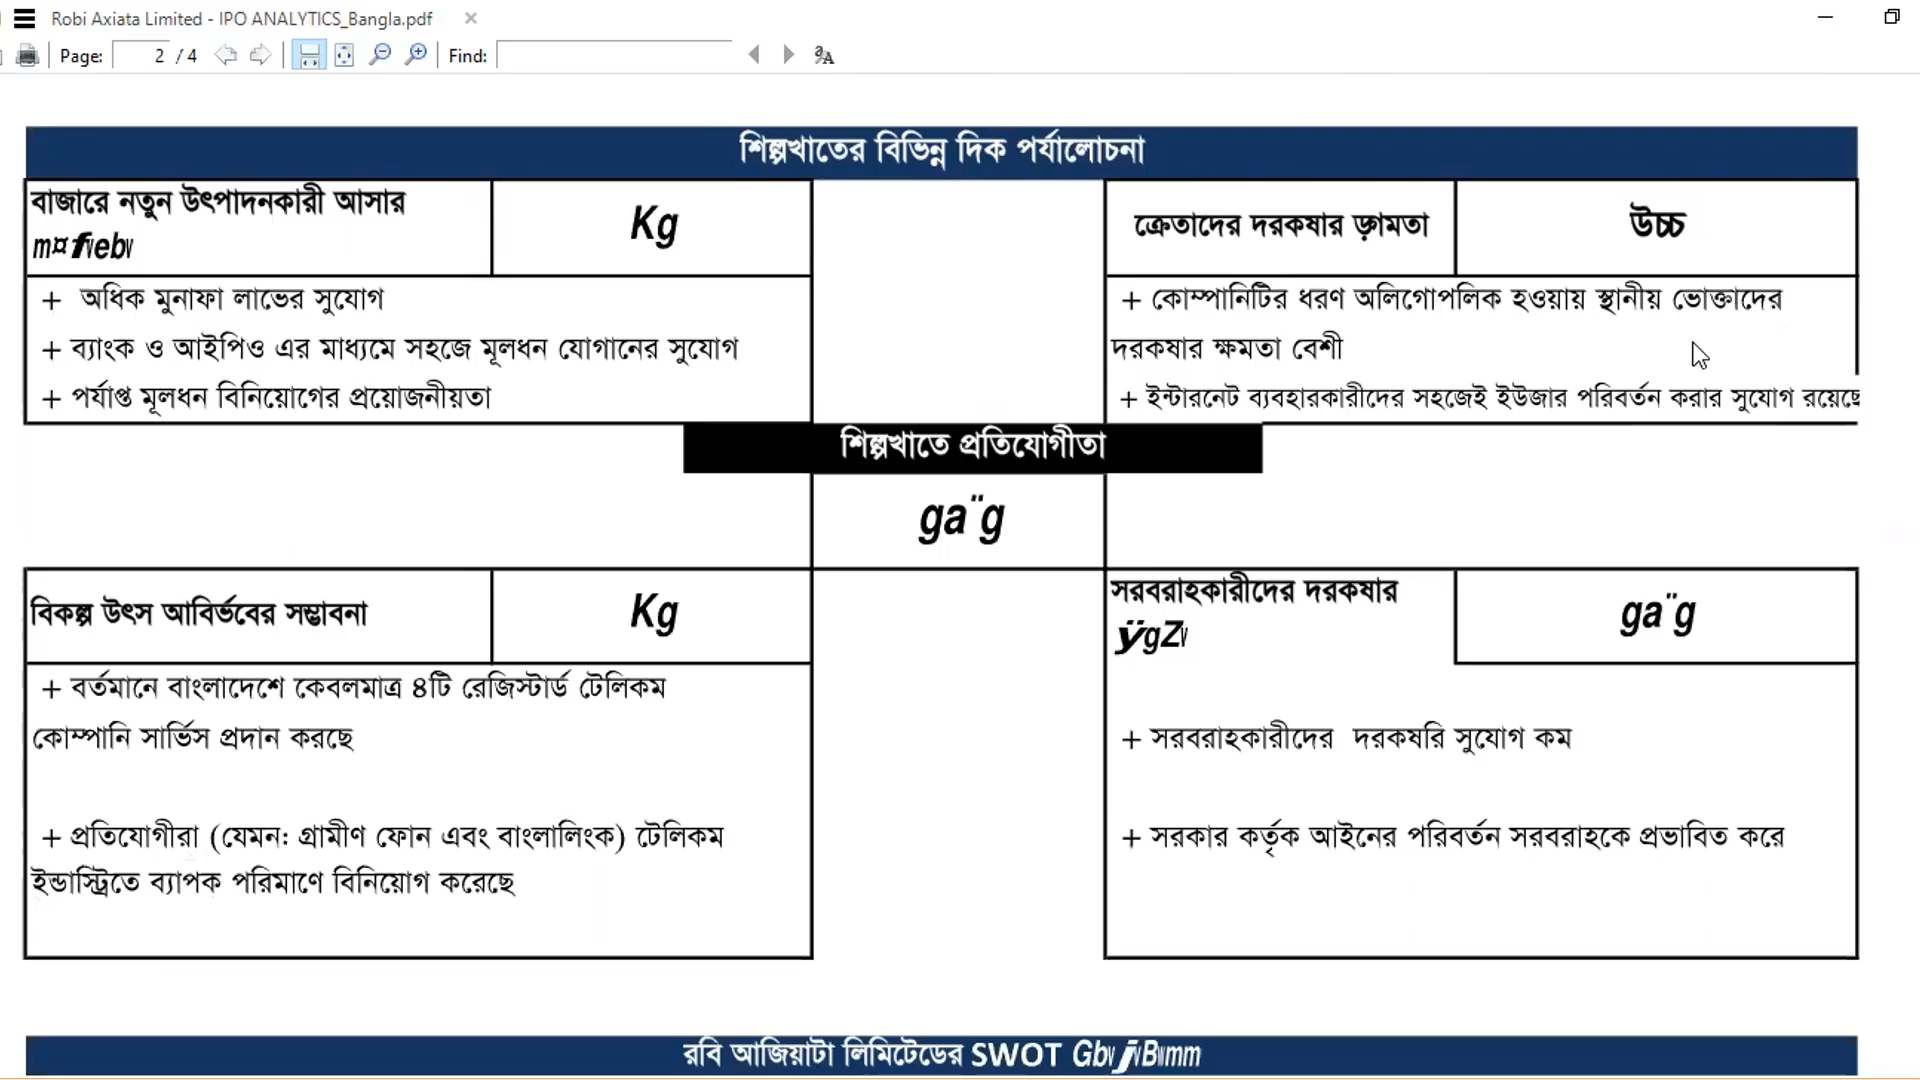 Robi Axiata Limited - IPO ANALYTICS_Bangla.pdf
Page: 2 / 4 Find:
শিল্পখাতের বিভিন্ন দিক পর্যালোচনা
বাজারে নতুন উৎপাদনকারী আসার
m¤¢vebv
Kg
+ অধিক মুনাফা লাভের সুযোগ
+ ব্যাংক ও আইপিও এর মাধ্যমে সহজে মূলধন যোগানের সুযোগ
+ পর্যাপ্ত মূলধন বিনিয়োগের প্রয়োজনীয়তা
ক্রেতাদের দরকষার
উচ্চ
+ কোম্পানিটির ধরণ অলিগোপলিক হওয়ায় স্থানীয় ভোক্তাদের
দরকষার ক্ষমতা বেশী
+ ইন্টারনেট ব্যবহারকারীদের সহজেই ইউজার পরিবর্তন করার সুযোগ রয়েছে
শিল্পখাতে প্রতিযোগীতা
ga¨g
বিকল্প উৎস আবির্ভবের সম্ভাবনা
Kg
+ বর্তমানে বাংলাদেশে কেবলমাত্র ৪টি রেজিস্টার্ড টেলিকম
কোম্পানি সার্ভিস প্রদান করছে
+ প্রতিযোগীরা (যেমন: গ্রামীণ ফোন এবং বাংলালিংক) টেলিকম
ইন্ডাস্ট্রিতে ব্যাপক পরিমাণে বিনিয়োগ করেছে
সরবরাহকারীদের দরকষার
ÿgZv
ga¨g
+ সরবরাহকারীদের দরকষরি সুযোগ কম
+ সরকার কর্তৃক আইনের পরিবর্তন সরবরাহকে প্রভাবিত করে
রবি আজিয়াটা লিমিটেডের SWOT